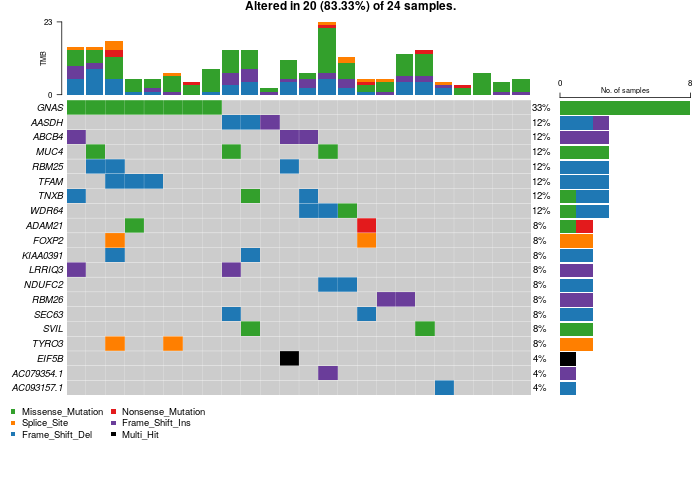 Altered in 20 (83.33%) of 24 samples.
23
TMB
0
0 8
No. of samples
GNAS 33%
AASDH 12%
ABCB4 12%
MUC4 12%
RBM25 12%
TFAM 12%
TNXB 12%
WDR64 12%
ADAM21 8%
FOXP2 8%
KIAA0391 8%
LRRIQ3 8%
NDUFC2 8%
RBM26 8%
SEC63 8%
SVIL 8%
TYRO3 8%
EIF5B 4%
AC079354.1 4%
AC093157.1 4%
Missense_Mutation Nonsense_Mutation
Splice_Site Frame_Shift_Ins
Frame_Shift_Del Multi_Hit